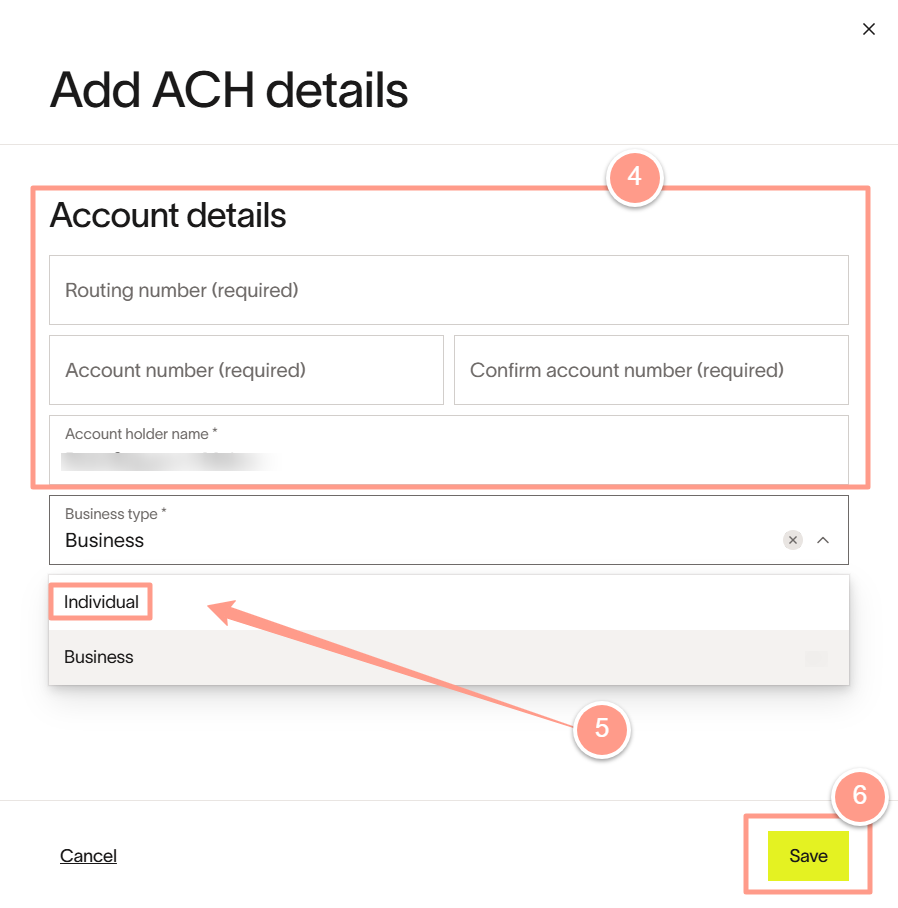 Add ACH details
4
Account details
Routing number (required)
Account number (required)
Confirm account number (required)
Account holder name *
Business type *
Business
Individual
Business
5
6
Cancel
Save